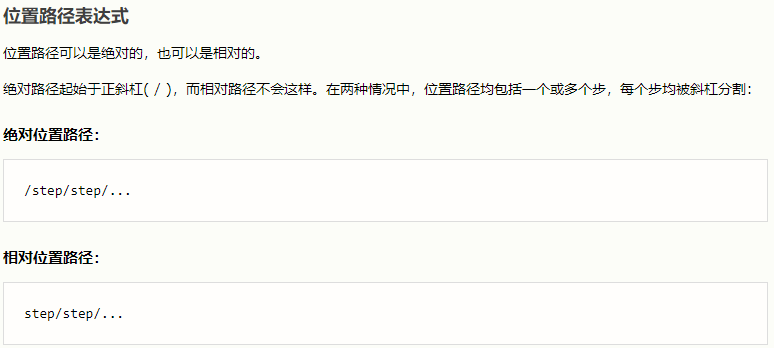 位置路径表达式
位置路径可以是绝对的，也可以是相对的。
绝对路径起始于正斜杠( / )，而相对路径不会这样。在两种情况中，位置路径均包括一个或多个步，每个步均被斜杠分割：
绝对位置路径：
/step/step/...
相对位置路径：
step/step/...